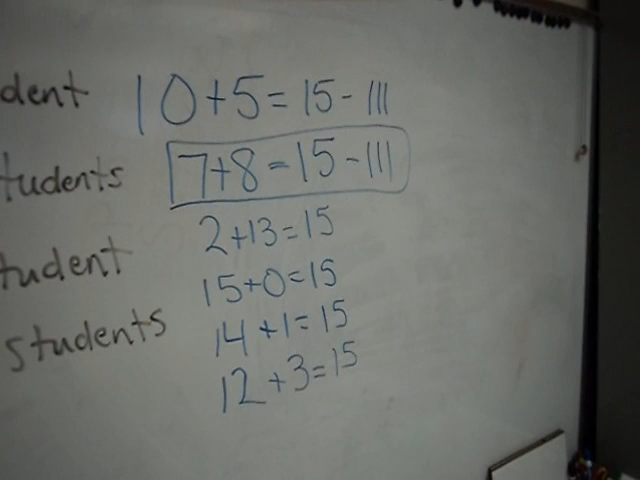 dent 10+5=15-111
tudents 7+8=15-111
2+13=15
tudent 15+0=15
students 14+1=15
12+3=15